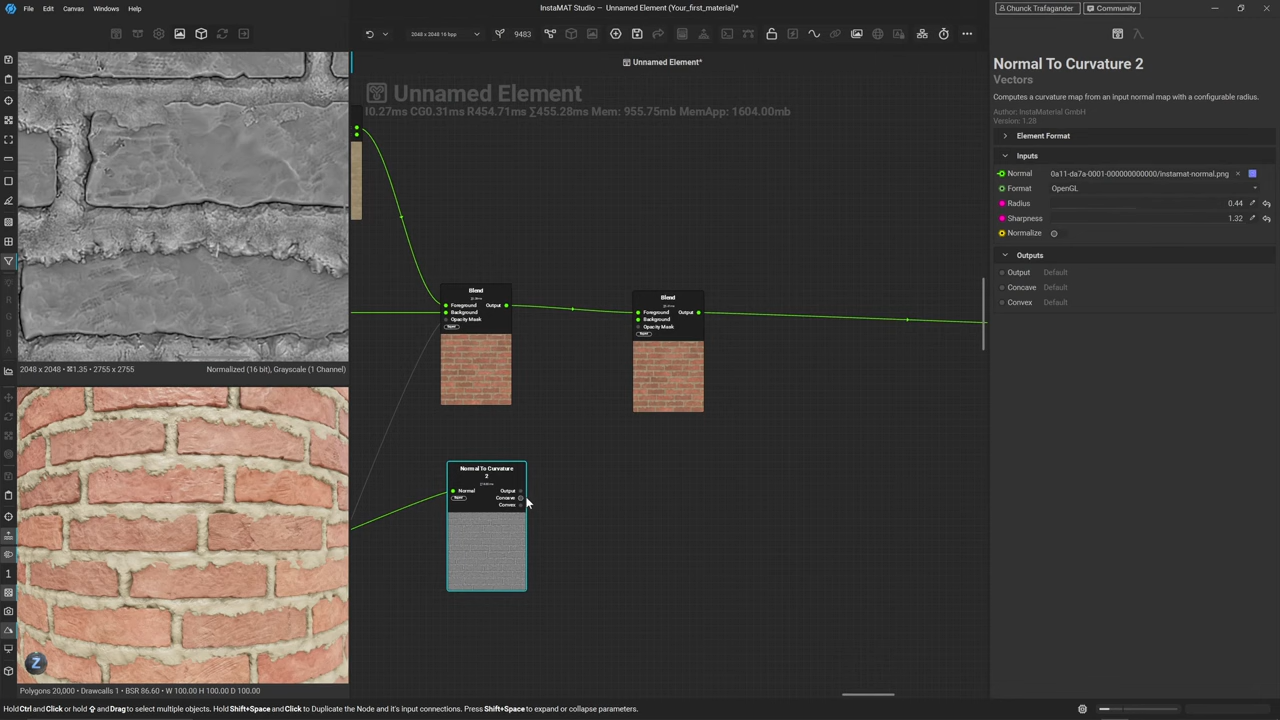 File Edit Canvas Windows Help
InstaMAT Studio – Unnamed Element (Your_first_material)*
Chunck Trafagander
Community
2048 x 2048 16 bpp
9483
Unnamed Element*
Unnamed Element
I0.27ms CG0.31ms R454.71ms ∑455.28ms Mem: 955.75mb MemApp: 1604.00mb
Normal To Curvature 2
Vectors
Computes a curvature map from an input normal map with a configurable radius.
Author: InstaMaterial GmbH
Version: 1.28
Element Format
Inputs
Normal 0a11-da7a-0001-000000000000/instamat-normal.png
Format OpenGL
Radius 0.44
Sharpness 1.32
Normalize
Outputs
Output Default
Concave Default
Convex Default
R
G
B
A
1
2048 x 2048 • 1.35 • 2755 x 2755
Normalized (16 bit), Grayscale (1 Channel)
Blend
Foreground Output
Background
Opacity Mask
Blend
Foreground Output
Background
Opacity Mask
Normal To Curvature
2
Normal Output
Concave
Convex
Z
Polygons 20,000 • Drawcalls 1 • BSR 86.60 • W 100.00 H 100.00 D 100.00
Hold Ctrl and Click or hold ⇧ and Drag to select multiple objects. Hold Shift+Space and Click to Duplicate the Node and it's input connections. Press Shift+Space to expand or collapse parameters.